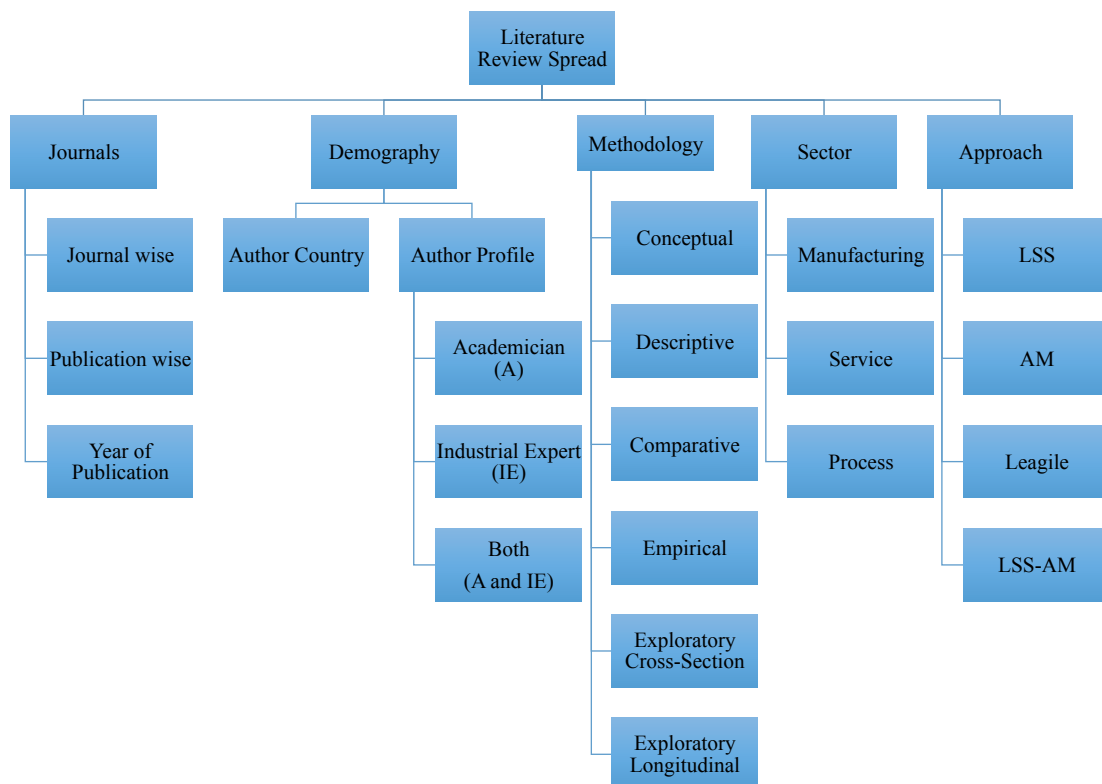 Literature
Review Spread
Journals
Demography
Methodology
Sector
Approach
Journal wise
Publication wise
Year of
Publication
Author Country
Author Profile
Academician
(A)
Industrial Expert
(IE)
Both
(A and IE)
Conceptual
Descriptive
Comparative
Empirical
Exploratory
Cross-Section
Exploratory
Longitudinal
Manufacturing
Service
Process
LSS
AM
Leagile
LSS-AM